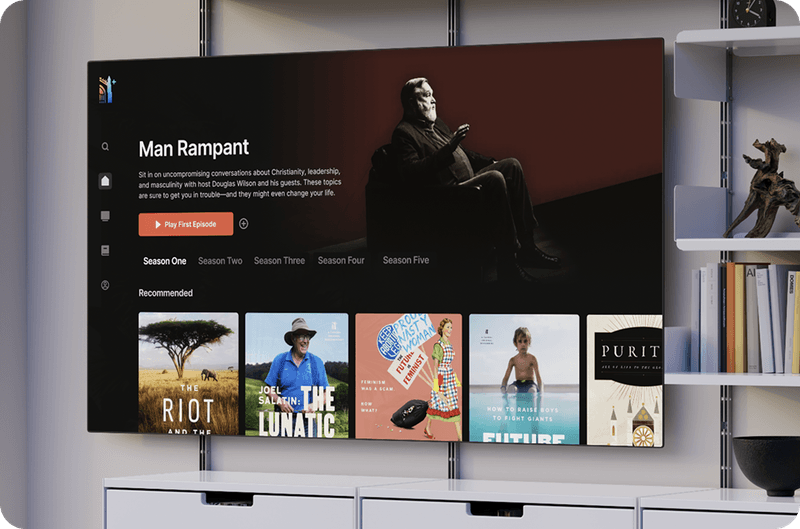 Man Rampant
Sit in on uncompromising conversations about Christianity, leadership,
and masculinity with host Douglas Wilson and his guests. These topics
are sure to get you in trouble—and they might even change your life.
Play First Episode
Season One Season Two Season Three Season Four Season Five
Recommended
THE
RIOT
AND THE
JOEL
SALATIN: THE
LUNATIC
PROUD
NASTY
WOMAN
THE
FUTURE
IS
FEMINIST
FEMINISM
WAS A SCAM
NOW
WHAT?
HOW TO RAISE BOYS
TO FIGHT GIANTS
FUTURE
PURIT
AI